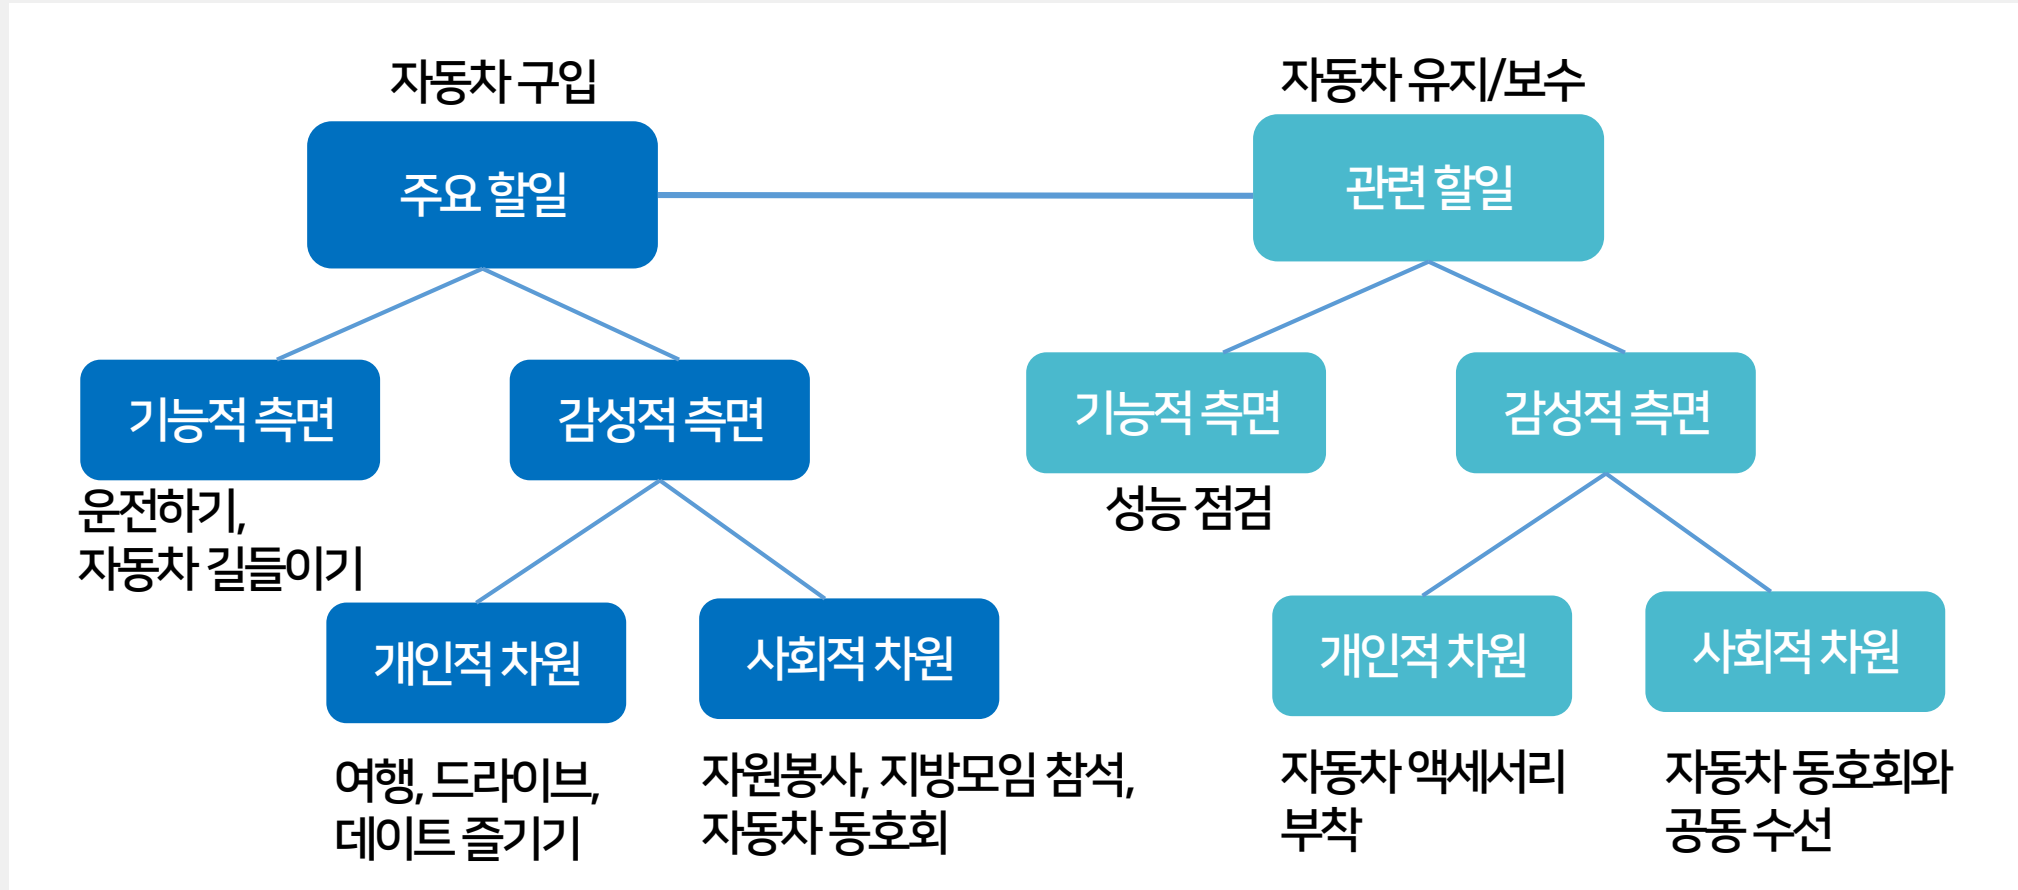 자동차 구입
주요 할일
기능적 측면
감성적 측면
운전하기,
자동차 길들이기
개인적 차원
사회적 차원
여행, 드라이브,
데이트 즐기기
자원봉사, 지방모임 참석,
자동차 동호회
자동차 유지/보수
관련 할일
기능적 측면
감성적 측면
성능 점검
개인적 차원
사회적 차원
자동차 액세서리
부착
자동차 동호회와
공동 수선